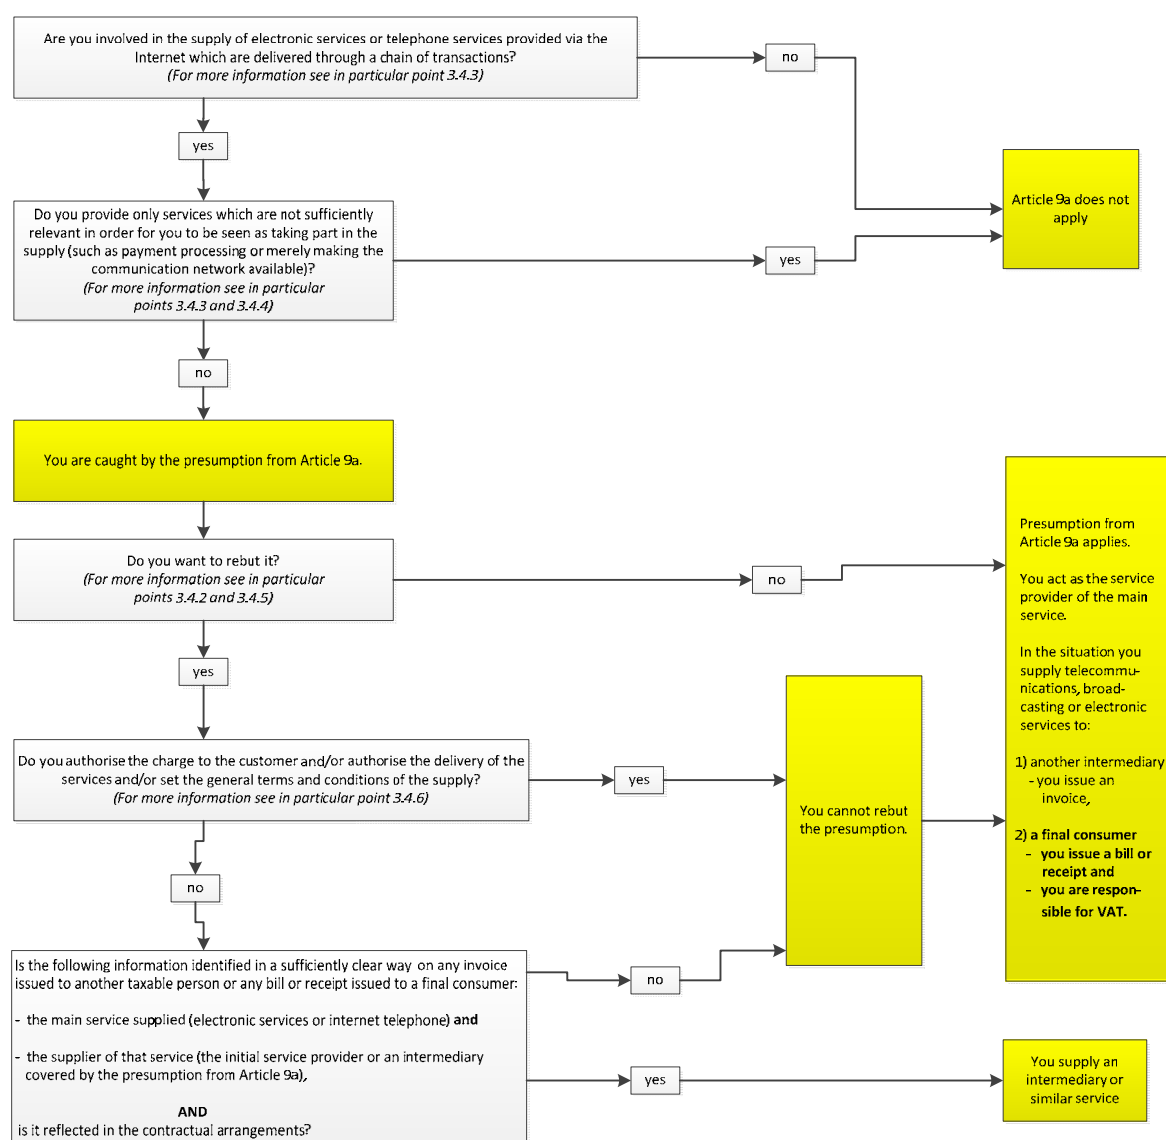 Are you involved in the supply of electronic services or telephone services provided via the
Internet which are delivered through a chain of transactions?
(For more information see in particular point 3.4.3)
no
yes
Article 9a does not
apply
Do you provide only services which are not sufficiently
relevant in order for you to be seen as taking part in the
supply (such as payment processing or merely making the
communication network available)?
(For more information see in particular
points 3.4.3 and 3.4.4)
yes
no
You are caught by the presumption from Article 9a.
Do you want to rebut it?
(For more information see in particular
points 3.4.2 and 3.4.5)
no
yes
Presumption from
Article 9a applies.
You act as the service
provider of the main
service.
In the situation you
supply telecommu-
nications, broad-
casting or electronic
services to:
1) another intermediary
- you issue an
invoice,
2) a final consumer
- you issue a bill or
receipt and
- you are respon-
sible for VAT.
Do you authorise the charge to the customer and/or authorise the delivery of the
services and/or set the general terms and conditions of the supply?
(For more information see in particular point 3.4.6)
yes
You cannot rebut
the presumption.
no
Is the following information identified in a sufficiently clear way on any invoice
issued to another taxable person or any bill or receipt issued to a final consumer:
- the main service supplied (electronic services or internet telephone) and
- the supplier of that service (the initial service provider or an intermediary
covered by the presumption from Article 9a),
AND
is it reflected in the contractual arrangements?
no
yes
You supply an
intermediary or
similar service